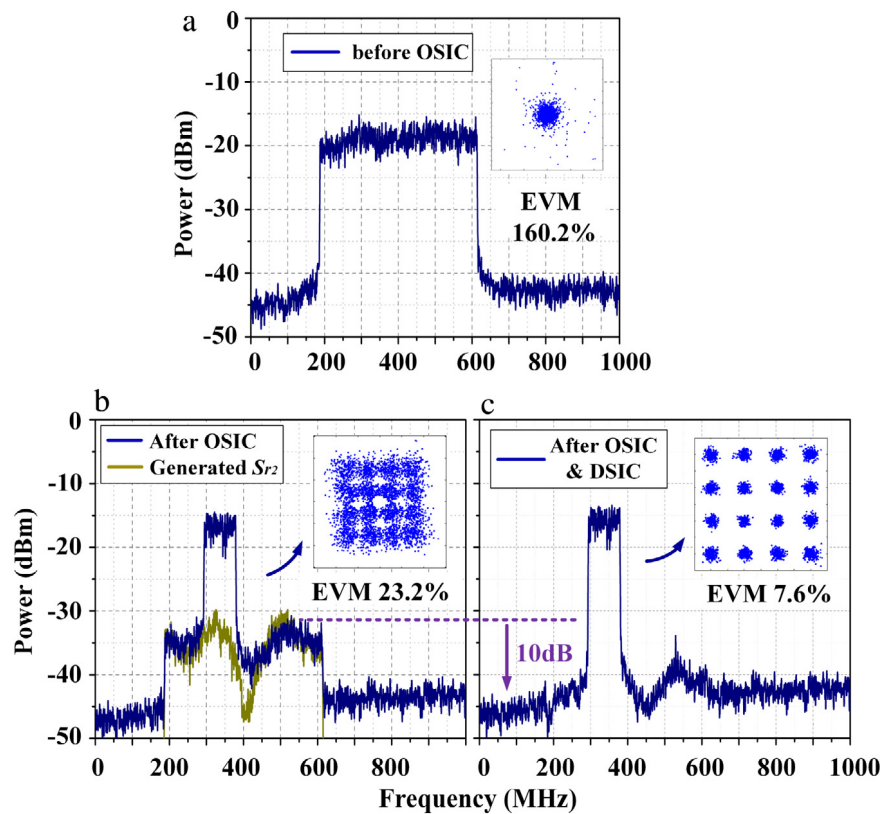 a
0
-10
-20
-30
-40
-50
Power (dBm)
before OSIC
EVM
160.2%
0 200 400 600 800 1000
b
0
-10
-20
-30
-40
-50
Power (dBm)
After OSIC
Generated Sr2
EVM 23.2%
0 200 400 600
c
After OSIC
& DSIC
EVM 7.6%
10dB
0 200 400 600 800 1000
Frequency (MHz)